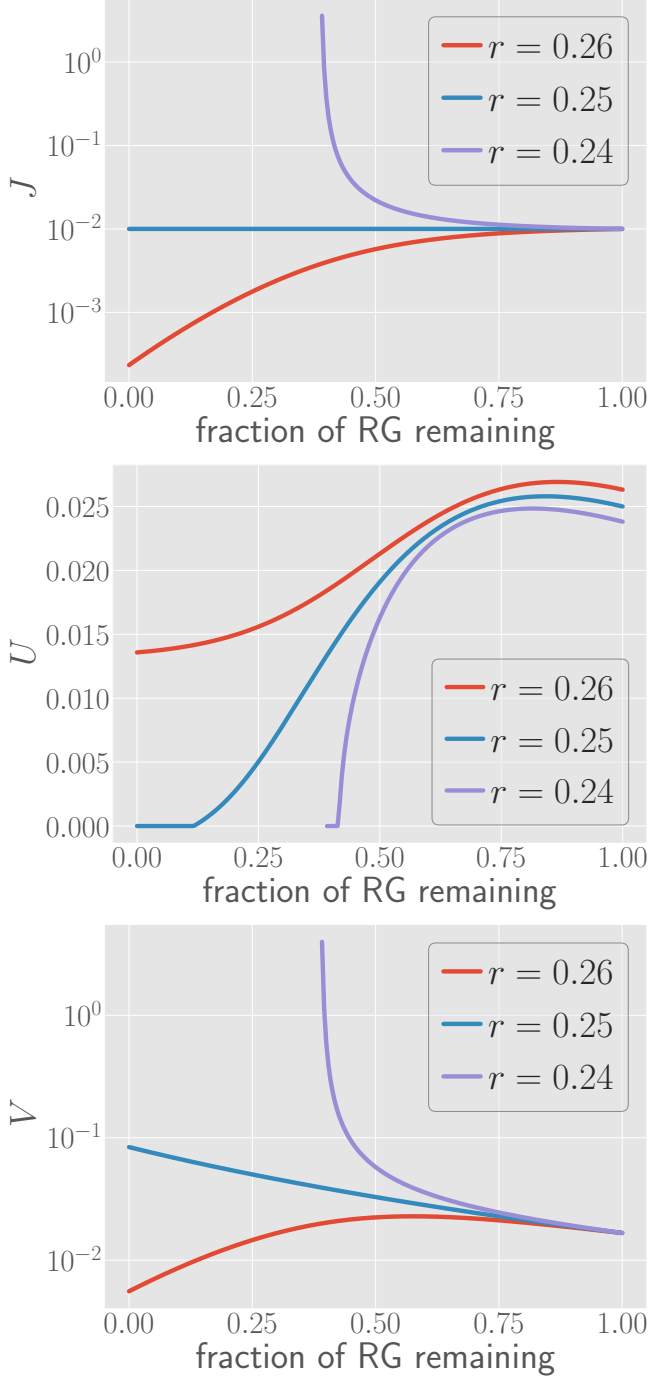 10^0
10^{-1}
10^{-2}
10^{-3}
J
r = 0.26
r = 0.25
r = 0.24
0.00 0.25 0.50 0.75 1.00
fraction of RG remaining
0.025
0.020
0.015
0.010
0.005
0.000
U
r = 0.26
r = 0.25
r = 0.24
0.00 0.25 0.50 0.75 1.00
fraction of RG remaining
10^0
10^{-1}
10^{-2}
V
r = 0.26
r = 0.25
r = 0.24
0.00 0.25 0.50 0.75 1.00
fraction of RG remaining